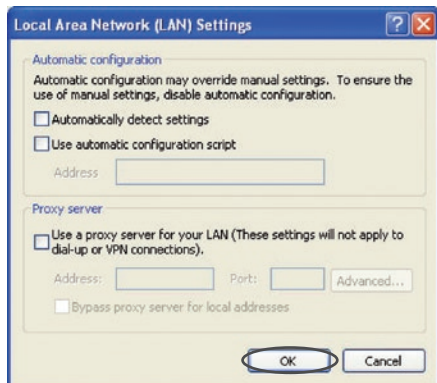 Local Area Network (LAN) Settings
Automatic configuration
Automatic configuration may override manual settings. To ensure the
use of manual settings, disable automatic configuration.
Automatically detect settings
Use automatic configuration script
Address
Proxy server
Use a proxy server for your LAN (These settings will not apply to
dial-up or VPN connections).
Address: Port: Advanced...
Bypass proxy server for local addresses
OK Cancel